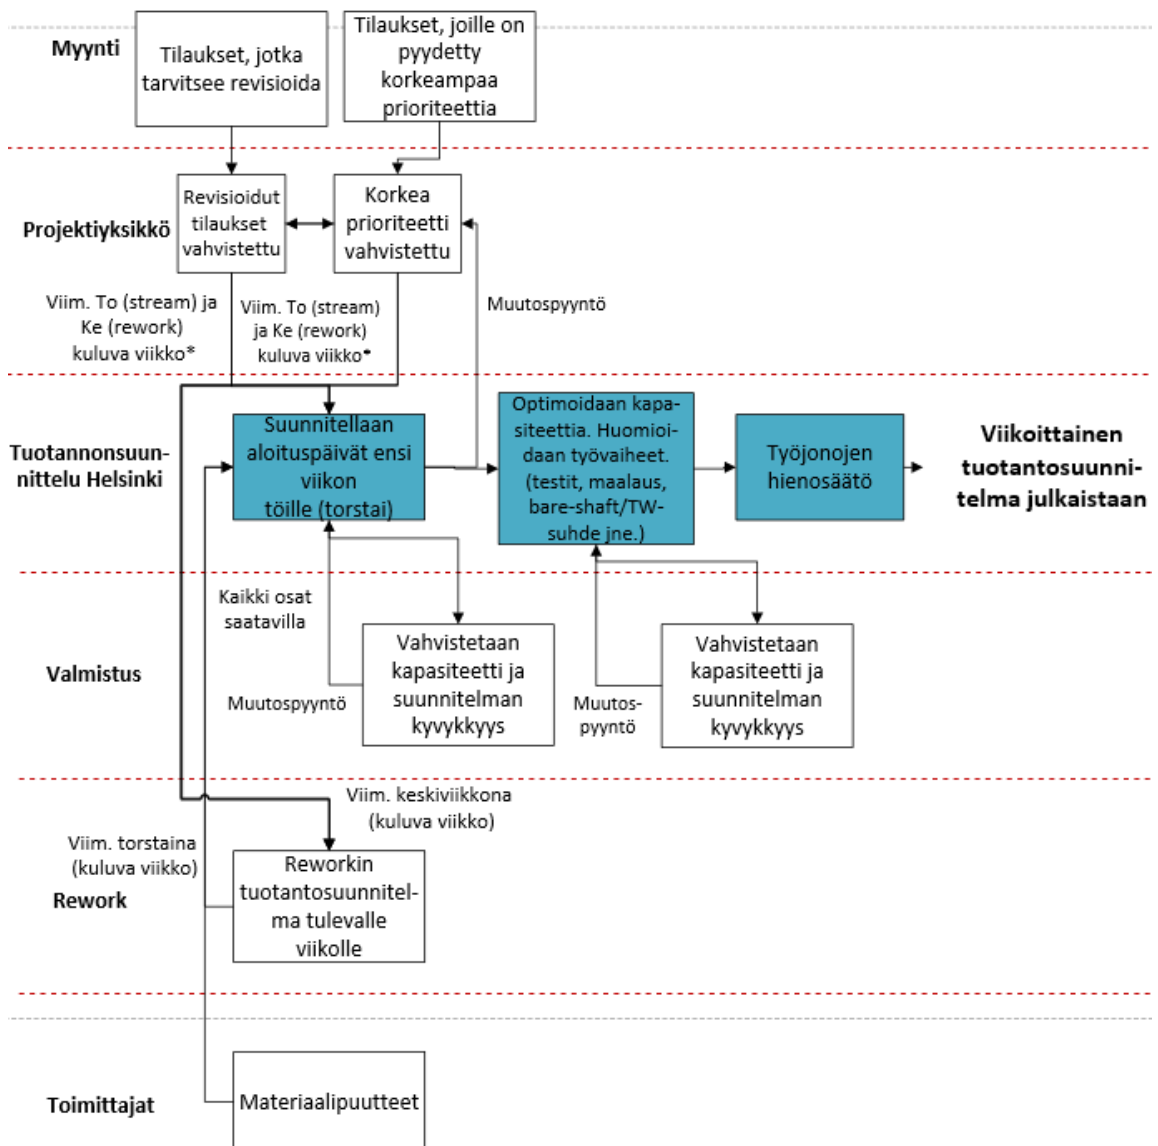 Myynti
Tilaukset, jotka
tarvitsee revisioida
Tilaukset, joille on
pyydetty
korkeampaa
prioriteettia
Projektiyksikkö
Revisioidut
tilaukset
vahvistettu
Korkea
prioriteetti
vahvistettu
Viim. To (stream) ja
Ke (rework)
kuluva viikko*
Viim. To (stream)
ja Ke (rework)
kuluva viikko*
Muutospyyntö
Tuotannonsuun-
nittelu Helsinki
Suunnitellaan
aloituspäivät ensi
viikon
töille (torstai)
Optimoidaan kapa-
siteettia. Huomioi-
daan työvaiheet.
(testit, maalaus,
bare-shaft/TW-
suhde jne.)
Työjonojen
hienosäätö
Viikoittainen
tuotantosuunni-
telma julkaistaan
Valmistus
Kaikki osat
saatavilla
Muutospyyntö
Vahvistetaan
kapasiteetti ja
suunnitelman
kyvykkyys
Muutos-
pyyntö
Vahvistetaan
kapasiteetti ja
suunnitelman
kyvykkyys
Viim. keskiviikkona
(kuluva viikko)
Viim. torstaina
(kuluva viikko)
Rework
Reworkin
tuotantosuunnitel-
ma tulevalle
viikolle
Toimittajat
Materiaalipuutteet